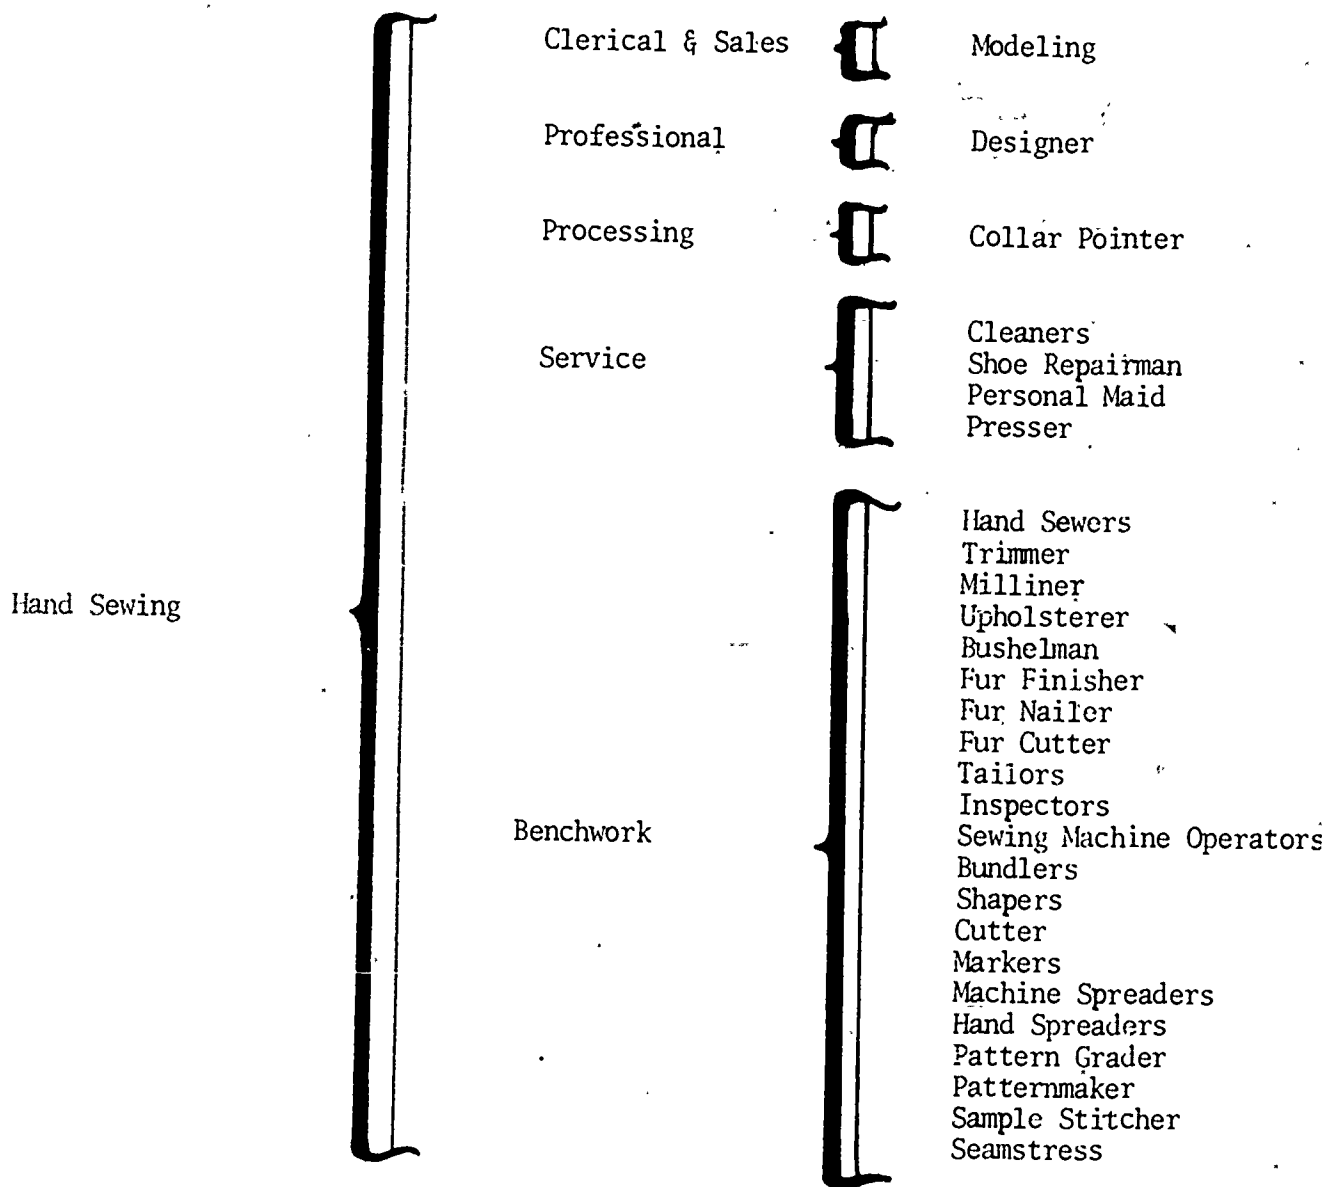 Hand Sewing
Clerical & Sales
Modeling
Professional
Designer
Processing
Collar Pointer
Service
Cleaners
Shoe Repairman
Personal Maid
Presser
Benchwork
Hand Sewers
Trimmer
Milliner
Upholsterer
Bushelman
Fur Finisher
Fur Nailer
Fur Cutter
Tailors
Inspectors
Sewing Machine Operators
Bundlers
Shapers
Cutter
Markers
Machine Spreaders
Hand Spreaders
Pattern Grader
Patternmaker
Sample Stitcher
Seamstress